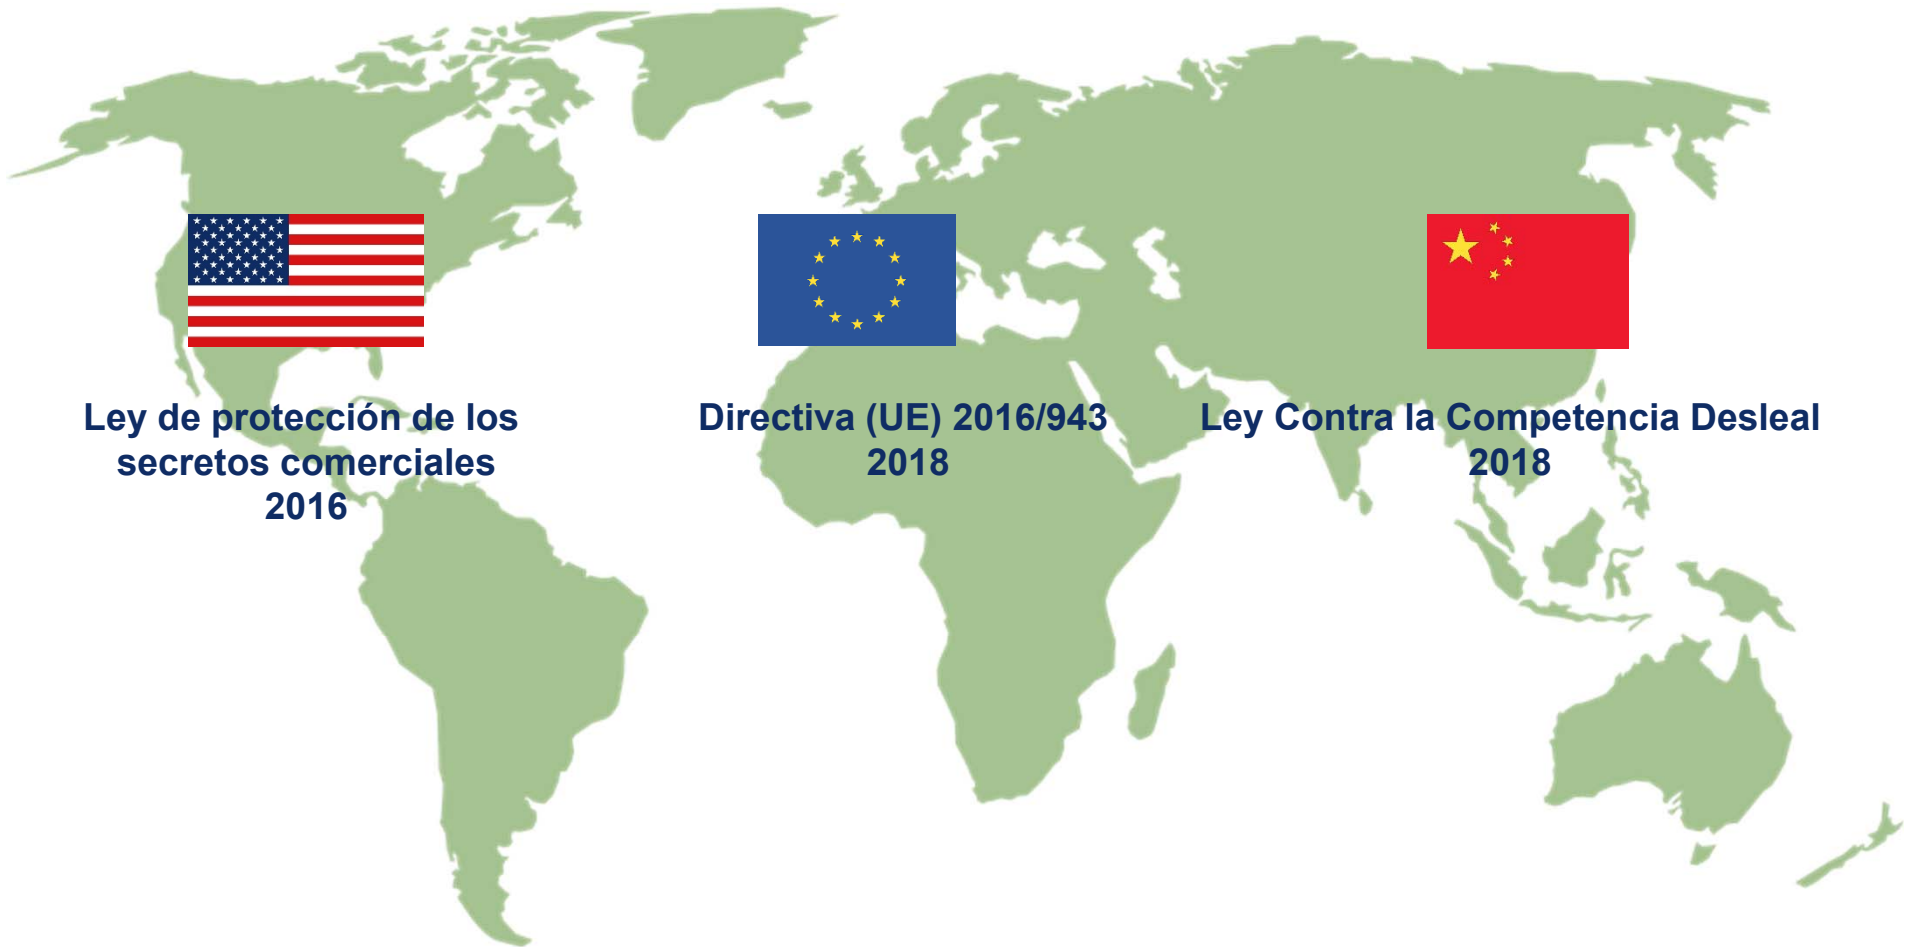 Ley de protección de los
secretos comerciales
2016
Directiva (UE) 2016/943
2018
Ley Contra la Competencia Desleal
2018